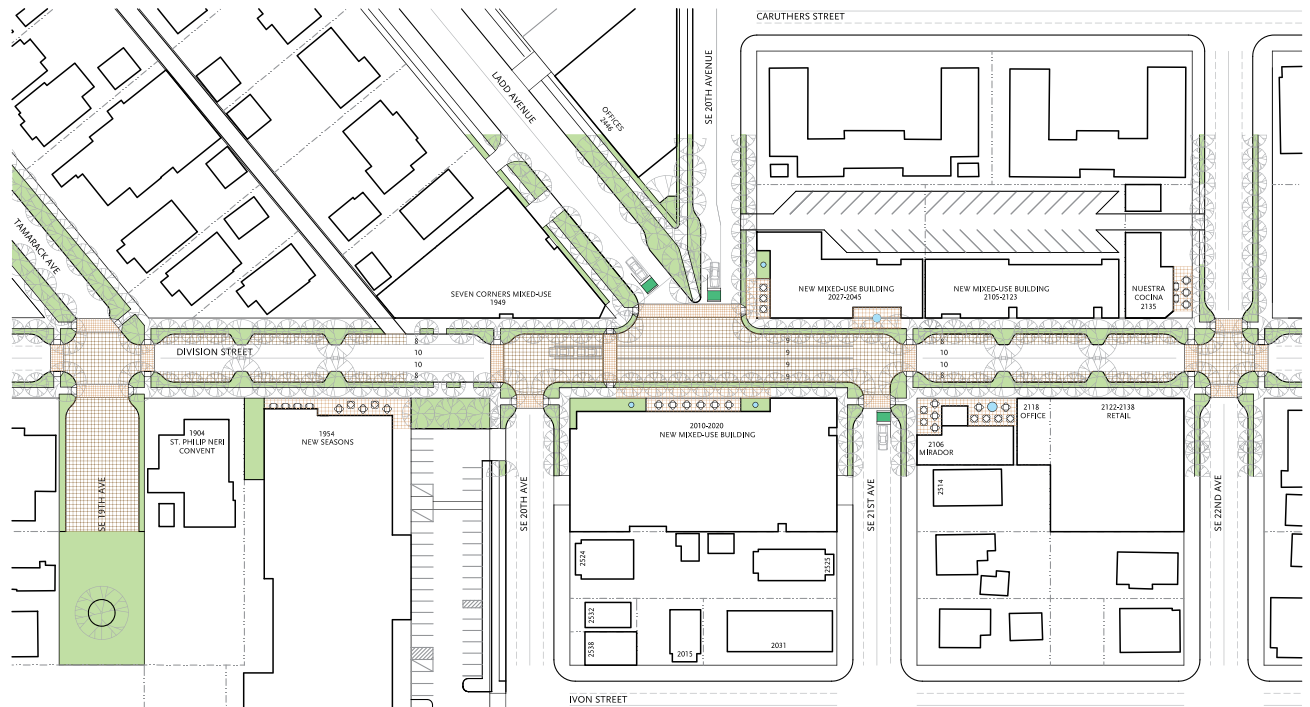 CARUTHERS STREET
LADD AVENUE
OFFICES
2446
SE 20TH AVENUE
TAMARACK AVE
SEVEN CORNERS MIXED-USE
1949
NEW MIXED-USE BUILDING
2027-2045
NEW MIXED-USE BUILDING
2105-2123
NUESTRA
COCINA
2135
DIVISION STREET
8
10
10
8
9
9
9
9
8
10
10
8
1904
ST. PHILIP NERI
CONVENT
1954
NEW SEASONS
2010-2020
NEW MIXED-USE BUILDING
2106
MIRADOR
2118
OFFICE
2122-2138
RETAIL
SE 19TH AVE
SE 20TH AVE
SE 21ST AVE
SE 22ND AVE
2514
2524
2525
2532
2538
2015
2031
IVON STREET